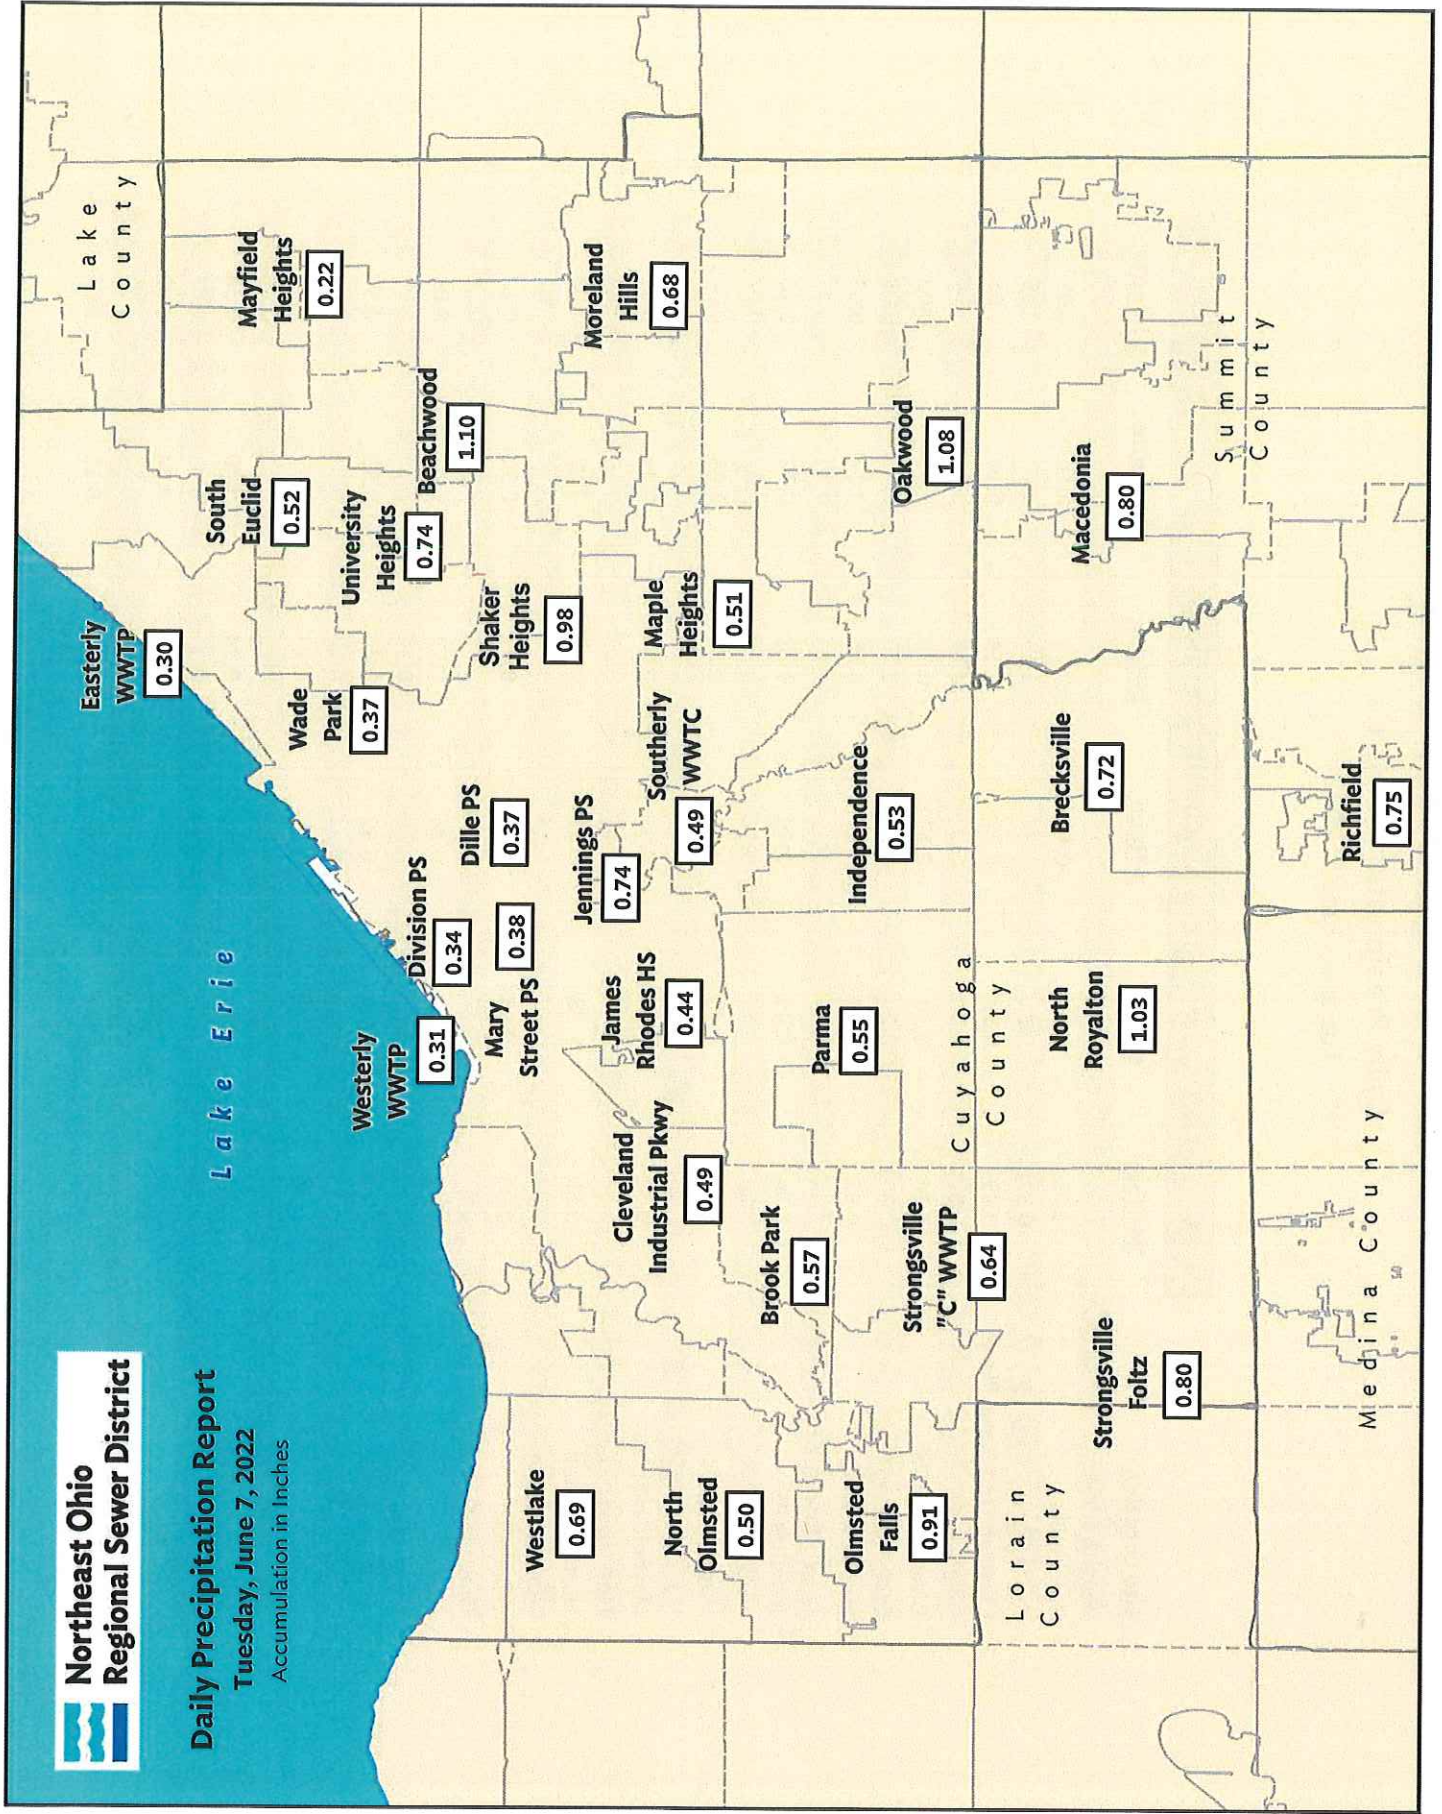 Northeast Ohio
Regional Sewer District
Daily Precipitation Report
Tuesday, June 7, 2022
Accumulation in Inches
Lake Erie
Lake
County
Easterly
WWTP
0.30
South
Euclid
0.52
Mayfield
Heights
0.22
Wade
Park
0.37
University
Heights
0.74
Beachwood
1.10
Westerly
WWTP
0.31
Division PS
0.34
Dille PS
0.37
Mary
Street PS
0.38
Shaker
Heights
0.98
Moreland
Hills
0.68
Westlake
0.69
Jennings PS
0.74
James
Rhodes HS
0.44
Cleveland
Industrial Pkwy
0.49
Southerly
WWTC
0.49
Maple
Heights
0.51
North
Olmsted
0.50
Brook Park
0.57
Parma
0.55
Independence
0.53
Oakwood
1.08
Olmsted
Falls
0.91
Strongsville
"C" WWTP
0.64
Cuyahoga
County
Lorain
County
North
Royalton
1.03
Brecksville
0.72
Macedonia
0.80
Strongsville
Foltz
0.80
Summit
County
Medina County
Richfield
0.75